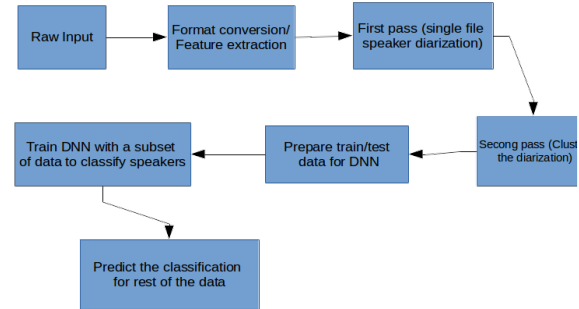 Raw Input
Format conversion/
Feature extraction
First pass (single file
speaker diarization)
Secong pass (Clust
the diarization)
Prepare train/test
data for DNN
Train DNN with a subset
of data to classify speakers
Predict the classification
for rest of the data